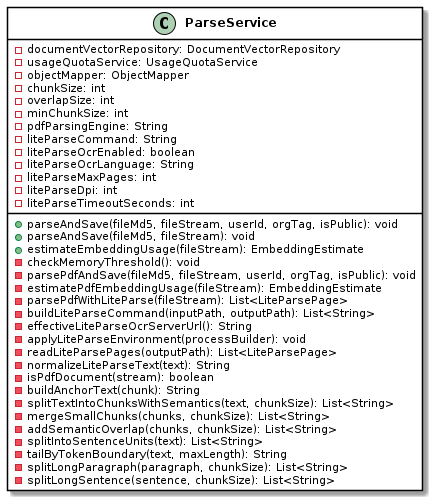 C ParseService
documentVectorRepository: DocumentVectorRepository
usageQuotaService: UsageQuotaService
objectMapper: ObjectMapper
chunkSize: int
overlapSize: int
minChunkSize: int
pdfParsingEngine: String
liteParseCommand: String
liteParseOcrEnabled: boolean
liteParseOcrLanguage: String
liteParseMaxPages: int
liteParseDpi: int
liteParseTimeoutSeconds: int
parseAndSave(fileMd5, fileStream, userId, orgTag, isPublic): void
parseAndSave(fileMd5, fileStream): void
estimateEmbeddingUsage(fileStream): EmbeddingEstimate
checkMemoryThreshold(): void
parsePdfAndSave(fileMd5, fileStream, userId, orgTag, isPublic): void
estimatePdfEmbeddingUsage(fileStream): EmbeddingEstimate
parsePdfWithLiteParse(fileStream): List<LiteParsePage>
buildLiteParseCommand(inputPath, outputPath): List<String>
effectiveLiteParseOcrServerUrl(): String
applyLiteParseEnvironment(processBuilder): void
readLiteParsePages(outputPath): List<LiteParsePage>
normalizeLiteParseText(text): String
isPdfDocument(stream): boolean
buildAnchorText(chunk): String
splitTextIntoChunksWithSemantics(text, chunkSize): List<String>
mergeSmallChunks(chunks, chunkSize): List<String>
addSemanticOverlap(chunks, chunkSize): List<String>
splitIntoSentenceUnits(text): List<String>
tailByTokenBoundary(text, maxLength): String
splitLongParagraph(paragraph, chunkSize): List<String>
splitLongSentence(sentence, chunkSize): List<String>